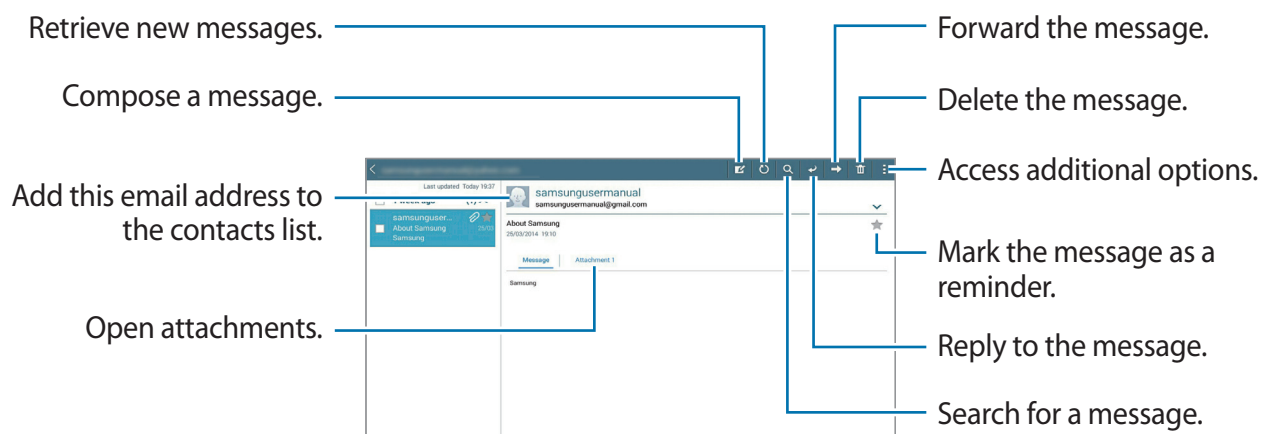 Retrieve new messages.
Forward the message.
Compose a message.
Delete the message.
Access additional options.
Last updated Today 19:37
samsungusermanual
samsungusermanual@gmail.com
Add this email address to
the contacts list.
samsunguser...
About Samsung 25/03
Samsung
About Samsung
25/03/2014 19:10
Mark the message as a
reminder.
Message Attachment 1
Samsung
Open attachments.
Reply to the message.
Search for a message.